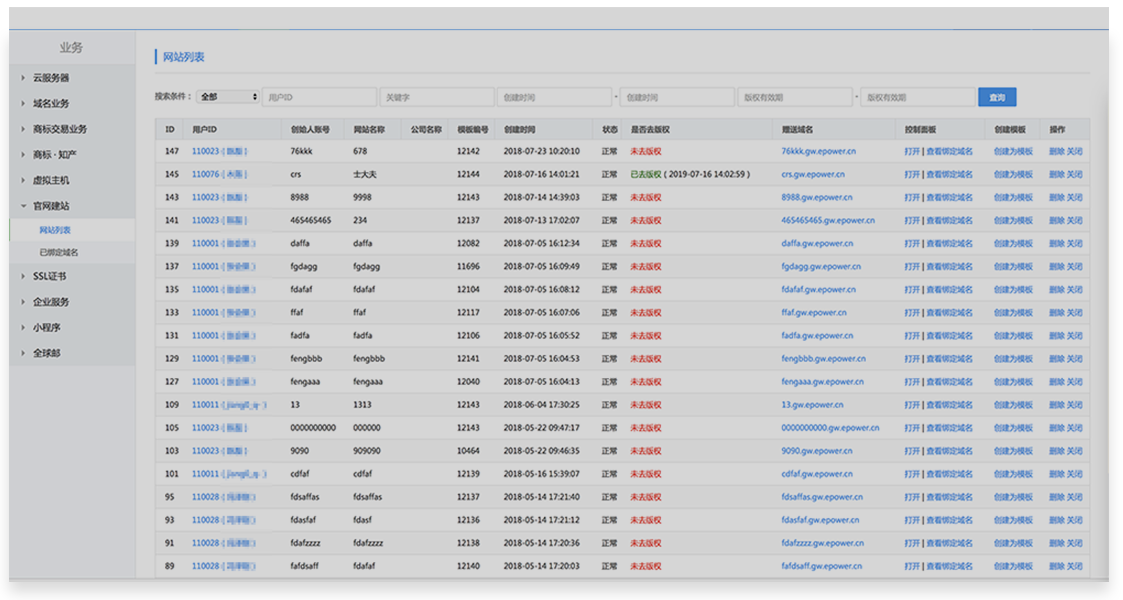 业务
云服务器
域名业务
商标交易业务
商标 · 知产
虚拟主机
官网建站
网站列表
已绑定域名
SSL证书
企业服务
小程序
全球邮
网站列表
搜索条件： 全部 用户ID 关键字 创建时间 - 创建时间 版权有效期 - 版权有效期 查询
ID 用户ID 创始人账号 网站名称 公司名称 模板编号 创建时间 状态 是否去版权 赠送域名 控制面板 创建模板 操作
147 110023 76kkk 678 12142 2018-07-23 10:20:10 正常 未去版权 76kkk.gw.epower.cn 打开 | 查看绑定域名 创建为模板 删除 关闭
145 110076 crs 士大夫 12144 2018-07-16 14:01:21 正常 已去版权 ( 2019-07-16 14:02:59 ) crs.gw.epower.cn 打开 | 查看绑定域名 创建为模板 删除 关闭
143 110023 8988 9998 12143 2018-07-14 14:39:03 正常 未去版权 8988.gw.epower.cn 打开 | 查看绑定域名 创建为模板 删除 关闭
141 110023 465465465 234 12137 2018-07-13 17:02:07 正常 未去版权 465465465.gw.epower.cn 打开 | 查看绑定域名 创建为模板 删除 关闭
139 110001 daffa daffa 12082 2018-07-05 16:12:34 正常 未去版权 daffa.gw.epower.cn 打开 | 查看绑定域名 创建为模板 删除 关闭
137 110001 fgdagg fgdagg 11696 2018-07-05 16:09:49 正常 未去版权 fgdagg.gw.epower.cn 打开 | 查看绑定域名 创建为模板 删除 关闭
135 110001 fdafaf fdafaf 12104 2018-07-05 16:08:12 正常 未去版权 fdafaf.gw.epower.cn 打开 | 查看绑定域名 创建为模板 删除 关闭
133 110001 ffaf ffaf 12117 2018-07-05 16:07:06 正常 未去版权 ffaf.gw.epower.cn 打开 | 查看绑定域名 创建为模板 删除 关闭
131 110001 fadfa fadfa 12106 2018-07-05 16:05:52 正常 未去版权 fadfa.gw.epower.cn 打开 | 查看绑定域名 创建为模板 删除 关闭
129 110001 fengbbb fengbbb 12141 2018-07-05 16:04:53 正常 未去版权 fengbbb.gw.epower.cn 打开 | 查看绑定域名 创建为模板 删除 关闭
127 110001 fengaaa fengaaa 12040 2018-07-05 16:04:13 正常 未去版权 fengaaa.gw.epower.cn 打开 | 查看绑定域名 创建为模板 删除 关闭
109 110011 13 1313 12143 2018-06-04 17:30:25 正常 未去版权 13.gw.epower.cn 打开 | 查看绑定域名 创建为模板 删除 关闭
105 110023 0000000000 000000 12143 2018-05-22 09:47:17 正常 未去版权 0000000000.gw.epower.cn 打开 | 查看绑定域名 创建为模板 删除 关闭
103 110023 9090 909090 10464 2018-05-22 09:46:35 正常 未去版权 9090.gw.epower.cn 打开 | 查看绑定域名 创建为模板 删除 关闭
101 110011 cdfaf cdfaf 12139 2018-05-16 15:39:07 正常 未去版权 cdfaf.gw.epower.cn 打开 | 查看绑定域名 创建为模板 删除 关闭
95 110028 fdsaffas fdsaffas 12137 2018-05-14 17:21:40 正常 未去版权 fdsaffas.gw.epower.cn 打开 | 查看绑定域名 创建为模板 删除 关闭
93 110028 fdasfaf fdasf 12136 2018-05-14 17:21:12 正常 未去版权 fdasfaf.gw.epower.cn 打开 | 查看绑定域名 创建为模板 删除 关闭
91 110028 fdafzzzz fdafzzzz 12138 2018-05-14 17:20:36 正常 未去版权 fdafzzzz.gw.epower.cn 打开 | 查看绑定域名 创建为模板 删除 关闭
89 110028 fafdsaff fdafaf 12140 2018-05-14 17:20:03 正常 未去版权 fafdsaff.gw.epower.cn 打开 | 查看绑定域名 创建为模板 删除 关闭